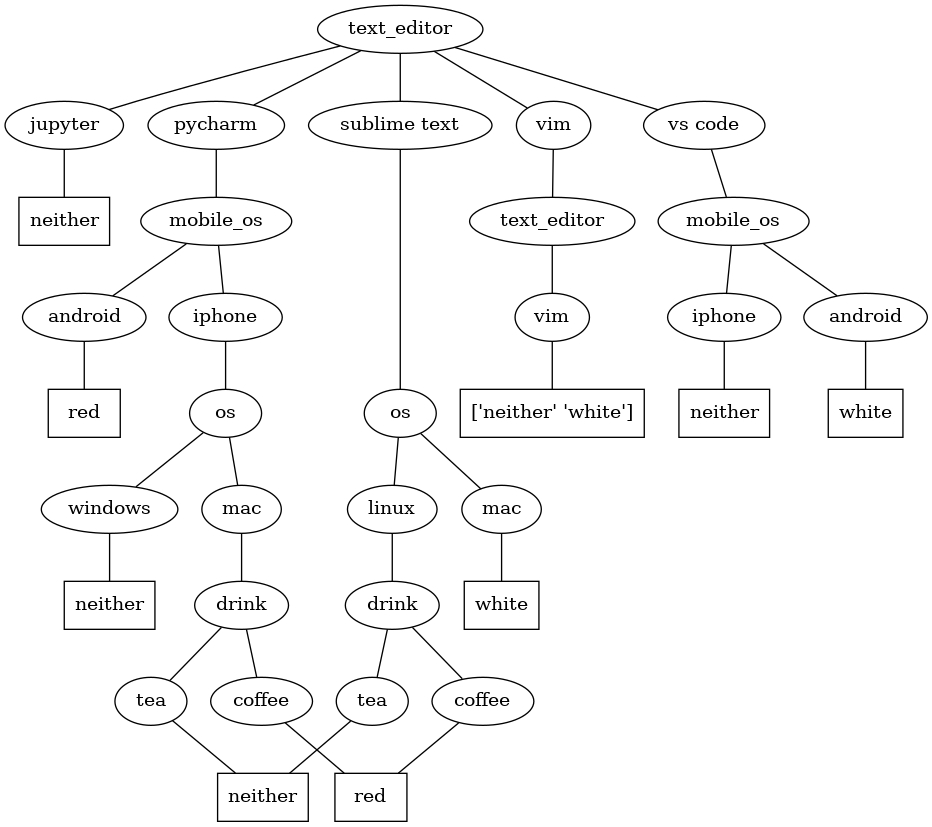 text_editor
jupyter
pycharm
sublime text
vim
vs code
neither
mobile_os
text_editor
mobile_os
android
iphone
vim
iphone
android
red
os
os
['neither' 'white']
neither
white
windows
mac
linux
mac
neither
drink
drink
white
tea
coffee
tea
coffee
neither
red